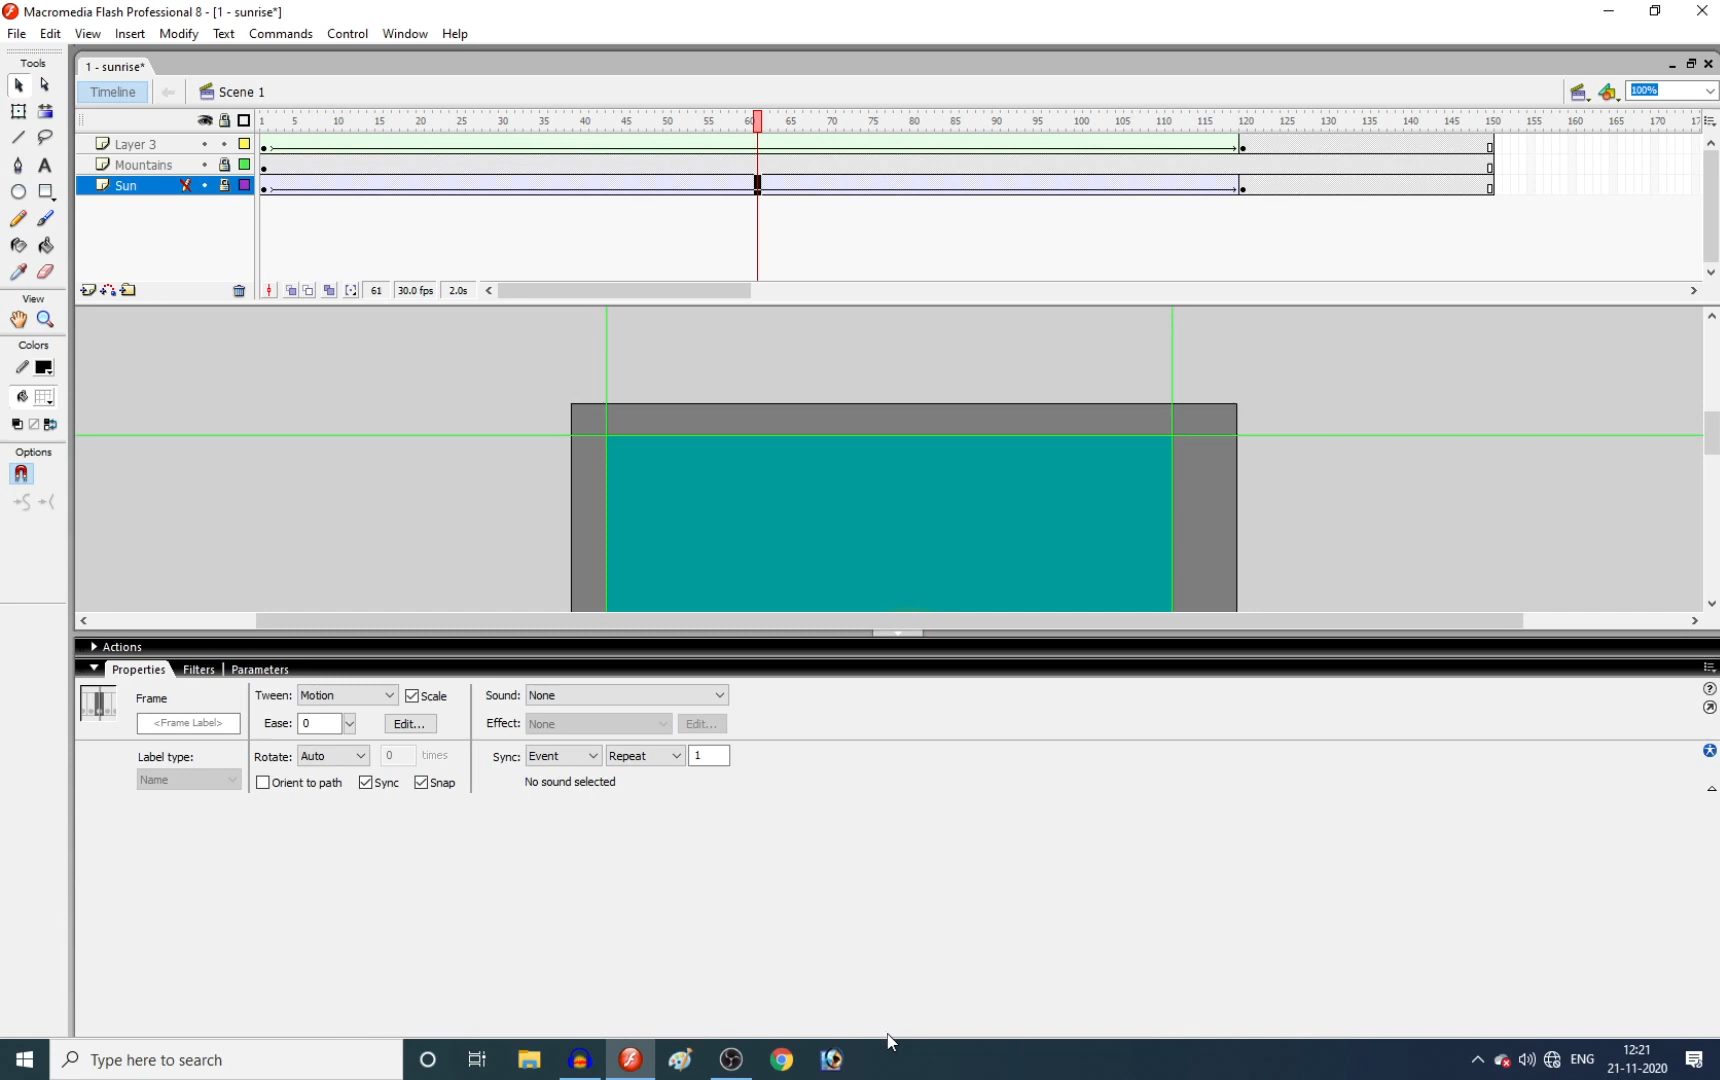 Macromedia Flash Professional 8 - [1 - sunrise*]
File Edit View Insert Modify Text Commands Control Window Help
Tools
1 - sunrise*
Timeline Scene 1 100%
1 5 10 15 20 25 30 35 40 45 50 55 60 65 70 75 80 85 90 95 100 105 110 115 120 125 130 135 140 145 150 155 160 165 170 17
Layer 3
Mountains
Sun
61 30.0 fps 2.0s
View
Colors
Options
Actions
Properties Filters Parameters
Frame
<Frame Label>
Label type:
Name
Tween: Motion Scale
Ease: 0 Edit...
Rotate: Auto 0 times
Orient to path Sync Snap
Sound: None
Effect: None Edit...
Sync: Event Repeat 1
No sound selected
Type here to search
ENG
12:21
21-11-2020